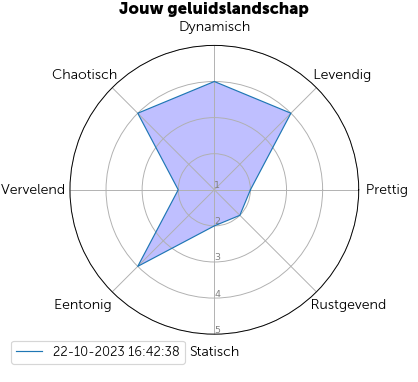 Jouw geluidslandschap
Dynamisch
Chaotisch
Levendig
Vervelend
1
Prettig
2
3
4
Eentonig
Rustgevend
5
22-10-2023 16:42:38
Statisch